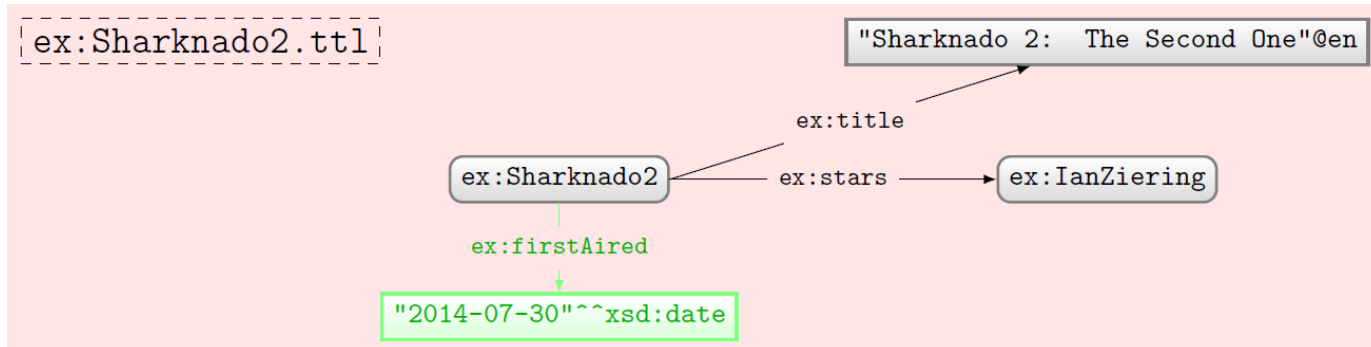 ex:Sharknado2.ttl
"Sharknado 2: The Second One"@en
ex:title
ex:Sharknado2
ex:stars
ex:IanZiering
ex:firstAired
"2014-07-30"^^xsd:date